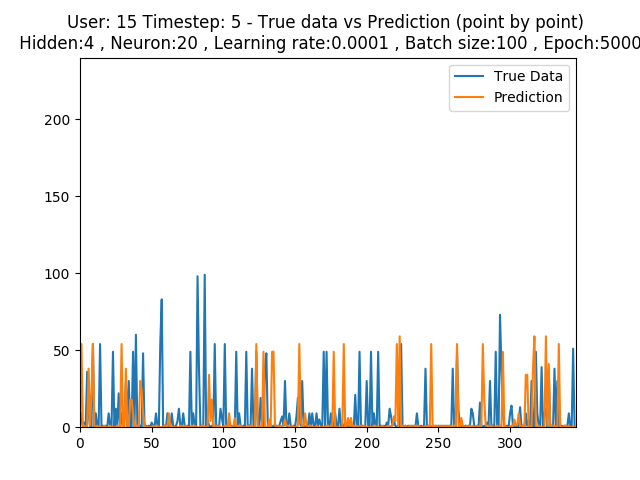 User: 15 Timestep: 5 - True data vs Prediction (point by point)
Hidden:4 , Neuron:20 , Learning rate:0.0001 , Batch size:100 , Epoch:5000
True Data
Prediction
200
150
100
50
0
0 50 100 150 200 250 300